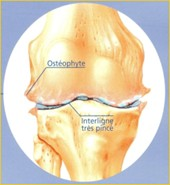 Ostéophyte
Interligne
très pincé